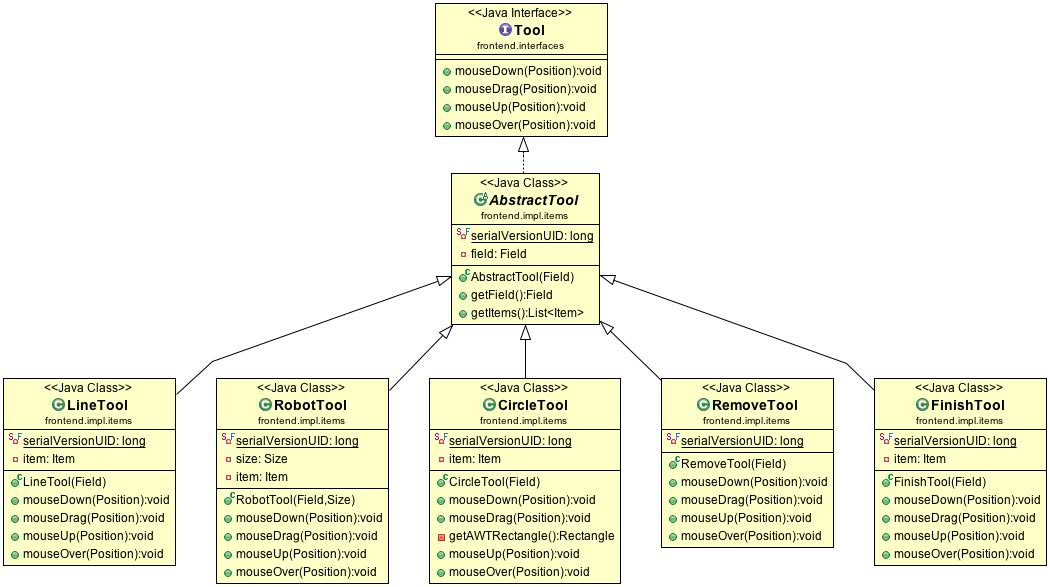 <<Java Interface>>
Tool
frontend.interfaces
mouseDown(Position):void
mouseDrag(Position):void
mouseUp(Position):void
mouseOver(Position):void
<<Java Class>>
AbstractTool
frontend.impl.items
serialVersionUID: long
field: Field
AbstractTool(Field)
getField():Field
getItems():List<Item>
<<Java Class>>
LineTool
frontend.impl.items
serialVersionUID: long
item: Item
LineTool(Field)
mouseDown(Position):void
mouseDrag(Position):void
mouseUp(Position):void
mouseOver(Position):void
<<Java Class>>
RobotTool
frontend.impl.items
serialVersionUID: long
size: Size
item: Item
RobotTool(Field,Size)
mouseDown(Position):void
mouseDrag(Position):void
mouseUp(Position):void
mouseOver(Position):void
<<Java Class>>
CircleTool
frontend.impl.items
serialVersionUID: long
item: Item
CircleTool(Field)
mouseDown(Position):void
mouseDrag(Position):void
getAWTRectangle():Rectangle
mouseUp(Position):void
mouseOver(Position):void
<<Java Class>>
RemoveTool
frontend.impl.items
serialVersionUID: long
RemoveTool(Field)
mouseDown(Position):void
mouseDrag(Position):void
mouseUp(Position):void
mouseOver(Position):void
<<Java Class>>
FinishTool
frontend.impl.items
serialVersionUID: long
item: Item
FinishTool(Field)
mouseDown(Position):void
mouseDrag(Position):void
mouseUp(Position):void
mouseOver(Position):void